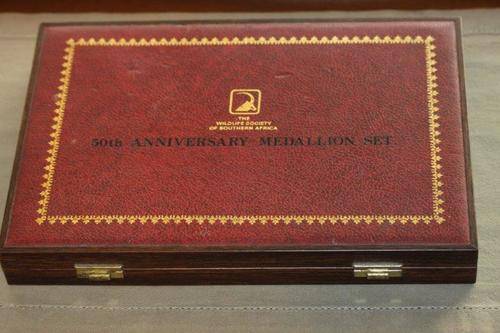 THE
WILDLIFE SOCIETY
OF SOUTHERN AFRICA
50th ANNIVERSARY MEDALLION SET